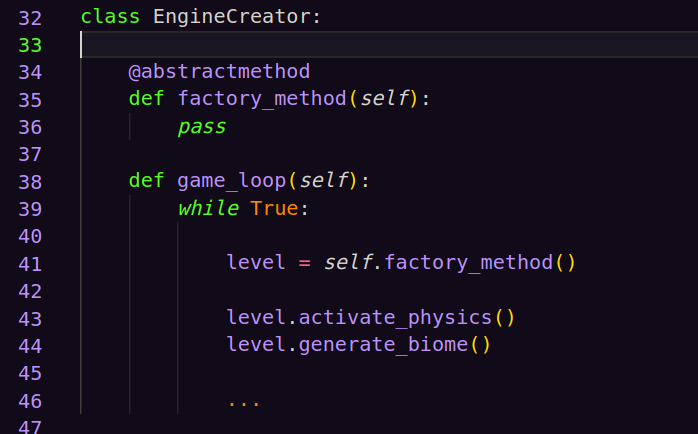 32 class EngineCreator:
33
34 @abstractmethod
35 def factory_method(self):
36 pass
37
38 def game_loop(self):
39 while True:
40
41 level = self.factory_method()
42
43 level.activate_physics()
44 level.generate_biome()
45
46 ...
47